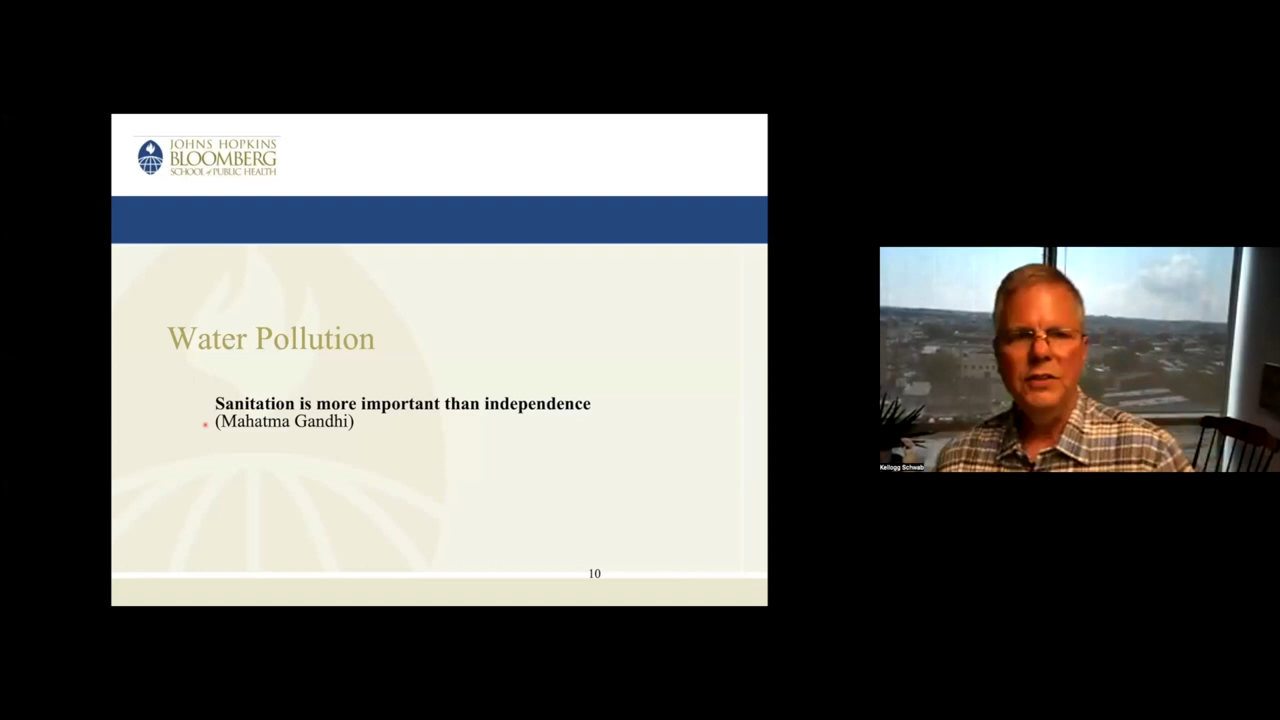 JOHNS HOPKINS
BLOOMBERG
SCHOOL of PUBLIC HEALTH
Water Pollution
Sanitation is more important than independence
(Mahatma Gandhi)
10
Kellogg Schwab